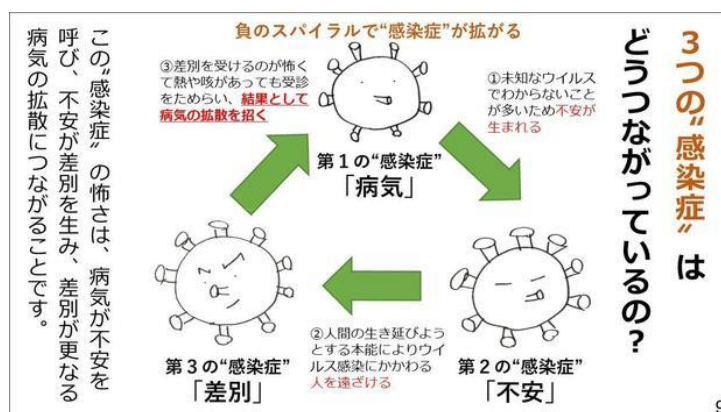 3つの“感染症”は
どうつながっているの？
負のスパイラルで“感染症”が拡がる
①未知なウイルス
でわからないこと
が多いため不安が
生まれる
第１の“感染症”
「病気」
第２の“感染症”
「不安」
②人間の生き延びよう
とする本能によりウイ
ルス感染にかかわる
人を遠ざける
第３の“感染症”
「差別」
③差別を受けるのが怖く
て熱や咳があっても受診
をためらい、結果として
病気の拡散を招く
この“感染症”の怖さは、病気が不安を
呼び、不安が差別を生み、差別が更なる
病気の拡散につながることです。
9